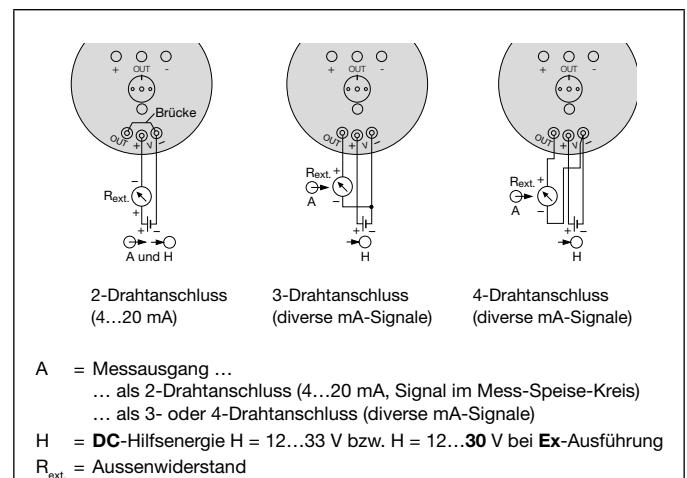 + OUT - + OUT - + OUT -
Brücke
OUT + V – OUT + V – OUT + V –
– Rext. + Rext. +
Rext. A – A –
+
+ – + – + –
A und H H H
2-Drahtanschluss 3-Drahtanschluss 4-Drahtanschluss
(4…20 mA) (diverse mA-Signale) (diverse mA-Signale)
A = Messausgang …
… als 2-Drahtanschluss (4…20 mA, Signal im Mess-Speise-Kreis)
… als 3- oder 4-Drahtanschluss (diverse mA-Signale)
H = DC-Hilfsenergie H = 12…33 V bzw. H = 12…30 V bei Ex-Ausführung
Rext. = Aussenwiderstand